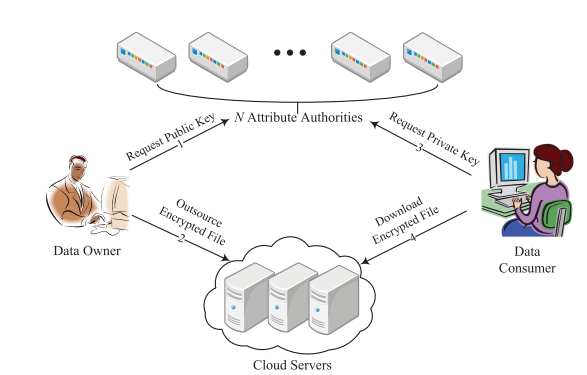 N Attribute Authorities
Request Public Key
1
Request Private Key
3
Outsource
Encrypted File
2
Download
Encrypted File
4
Data Owner
Data
Consumer
Cloud Servers